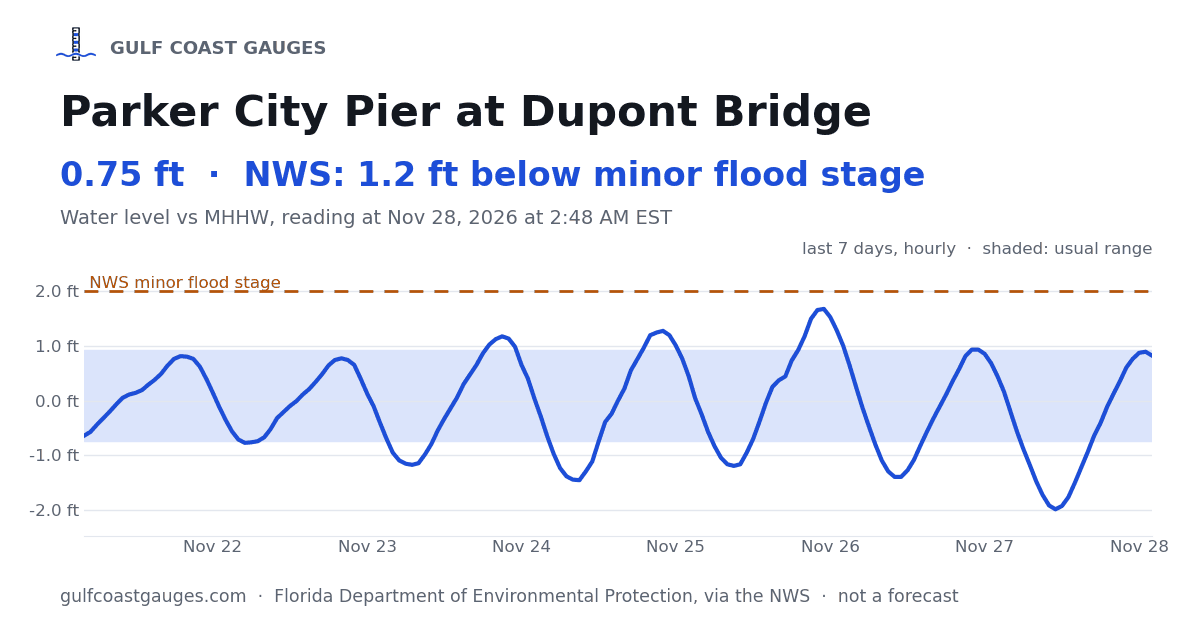 GULF COAST GAUGES
Parker City Pier at Dupont Bridge
0.75 ft · NWS: 1.2 ft below minor flood stage
Water level vs MHHW, reading at Nov 28, 2026 at 2:48 AM EST
last 7 days, hourly · shaded: usual range
NWS minor flood stage
2.0 ft
1.0 ft
0.0 ft
-1.0 ft
-2.0 ft
Nov 22 Nov 23 Nov 24 Nov 25 Nov 26 Nov 27 Nov 28
gulfcoastgauges.com · Florida Department of Environmental Protection, via the NWS · not a forecast